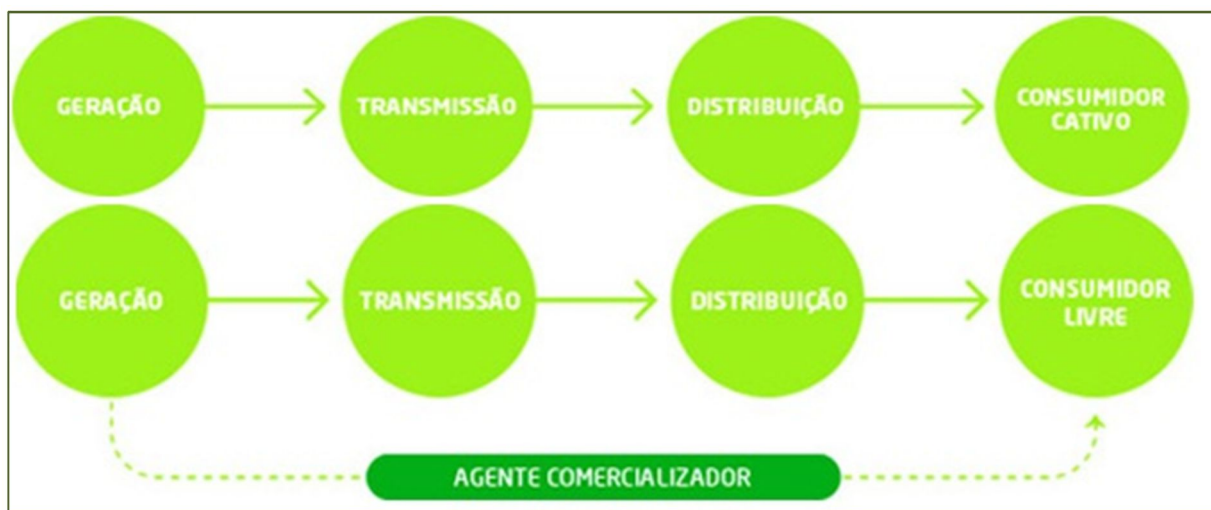 GERAÇÃO
TRANSMISSÃO
DISTRIBUIÇÃO
CONSUMIDOR
CATIVO
GERAÇÃO
TRANSMISSÃO
DISTRIBUIÇÃO
CONSUMIDOR
LIVRE
AGENTE COMERCIALIZADOR